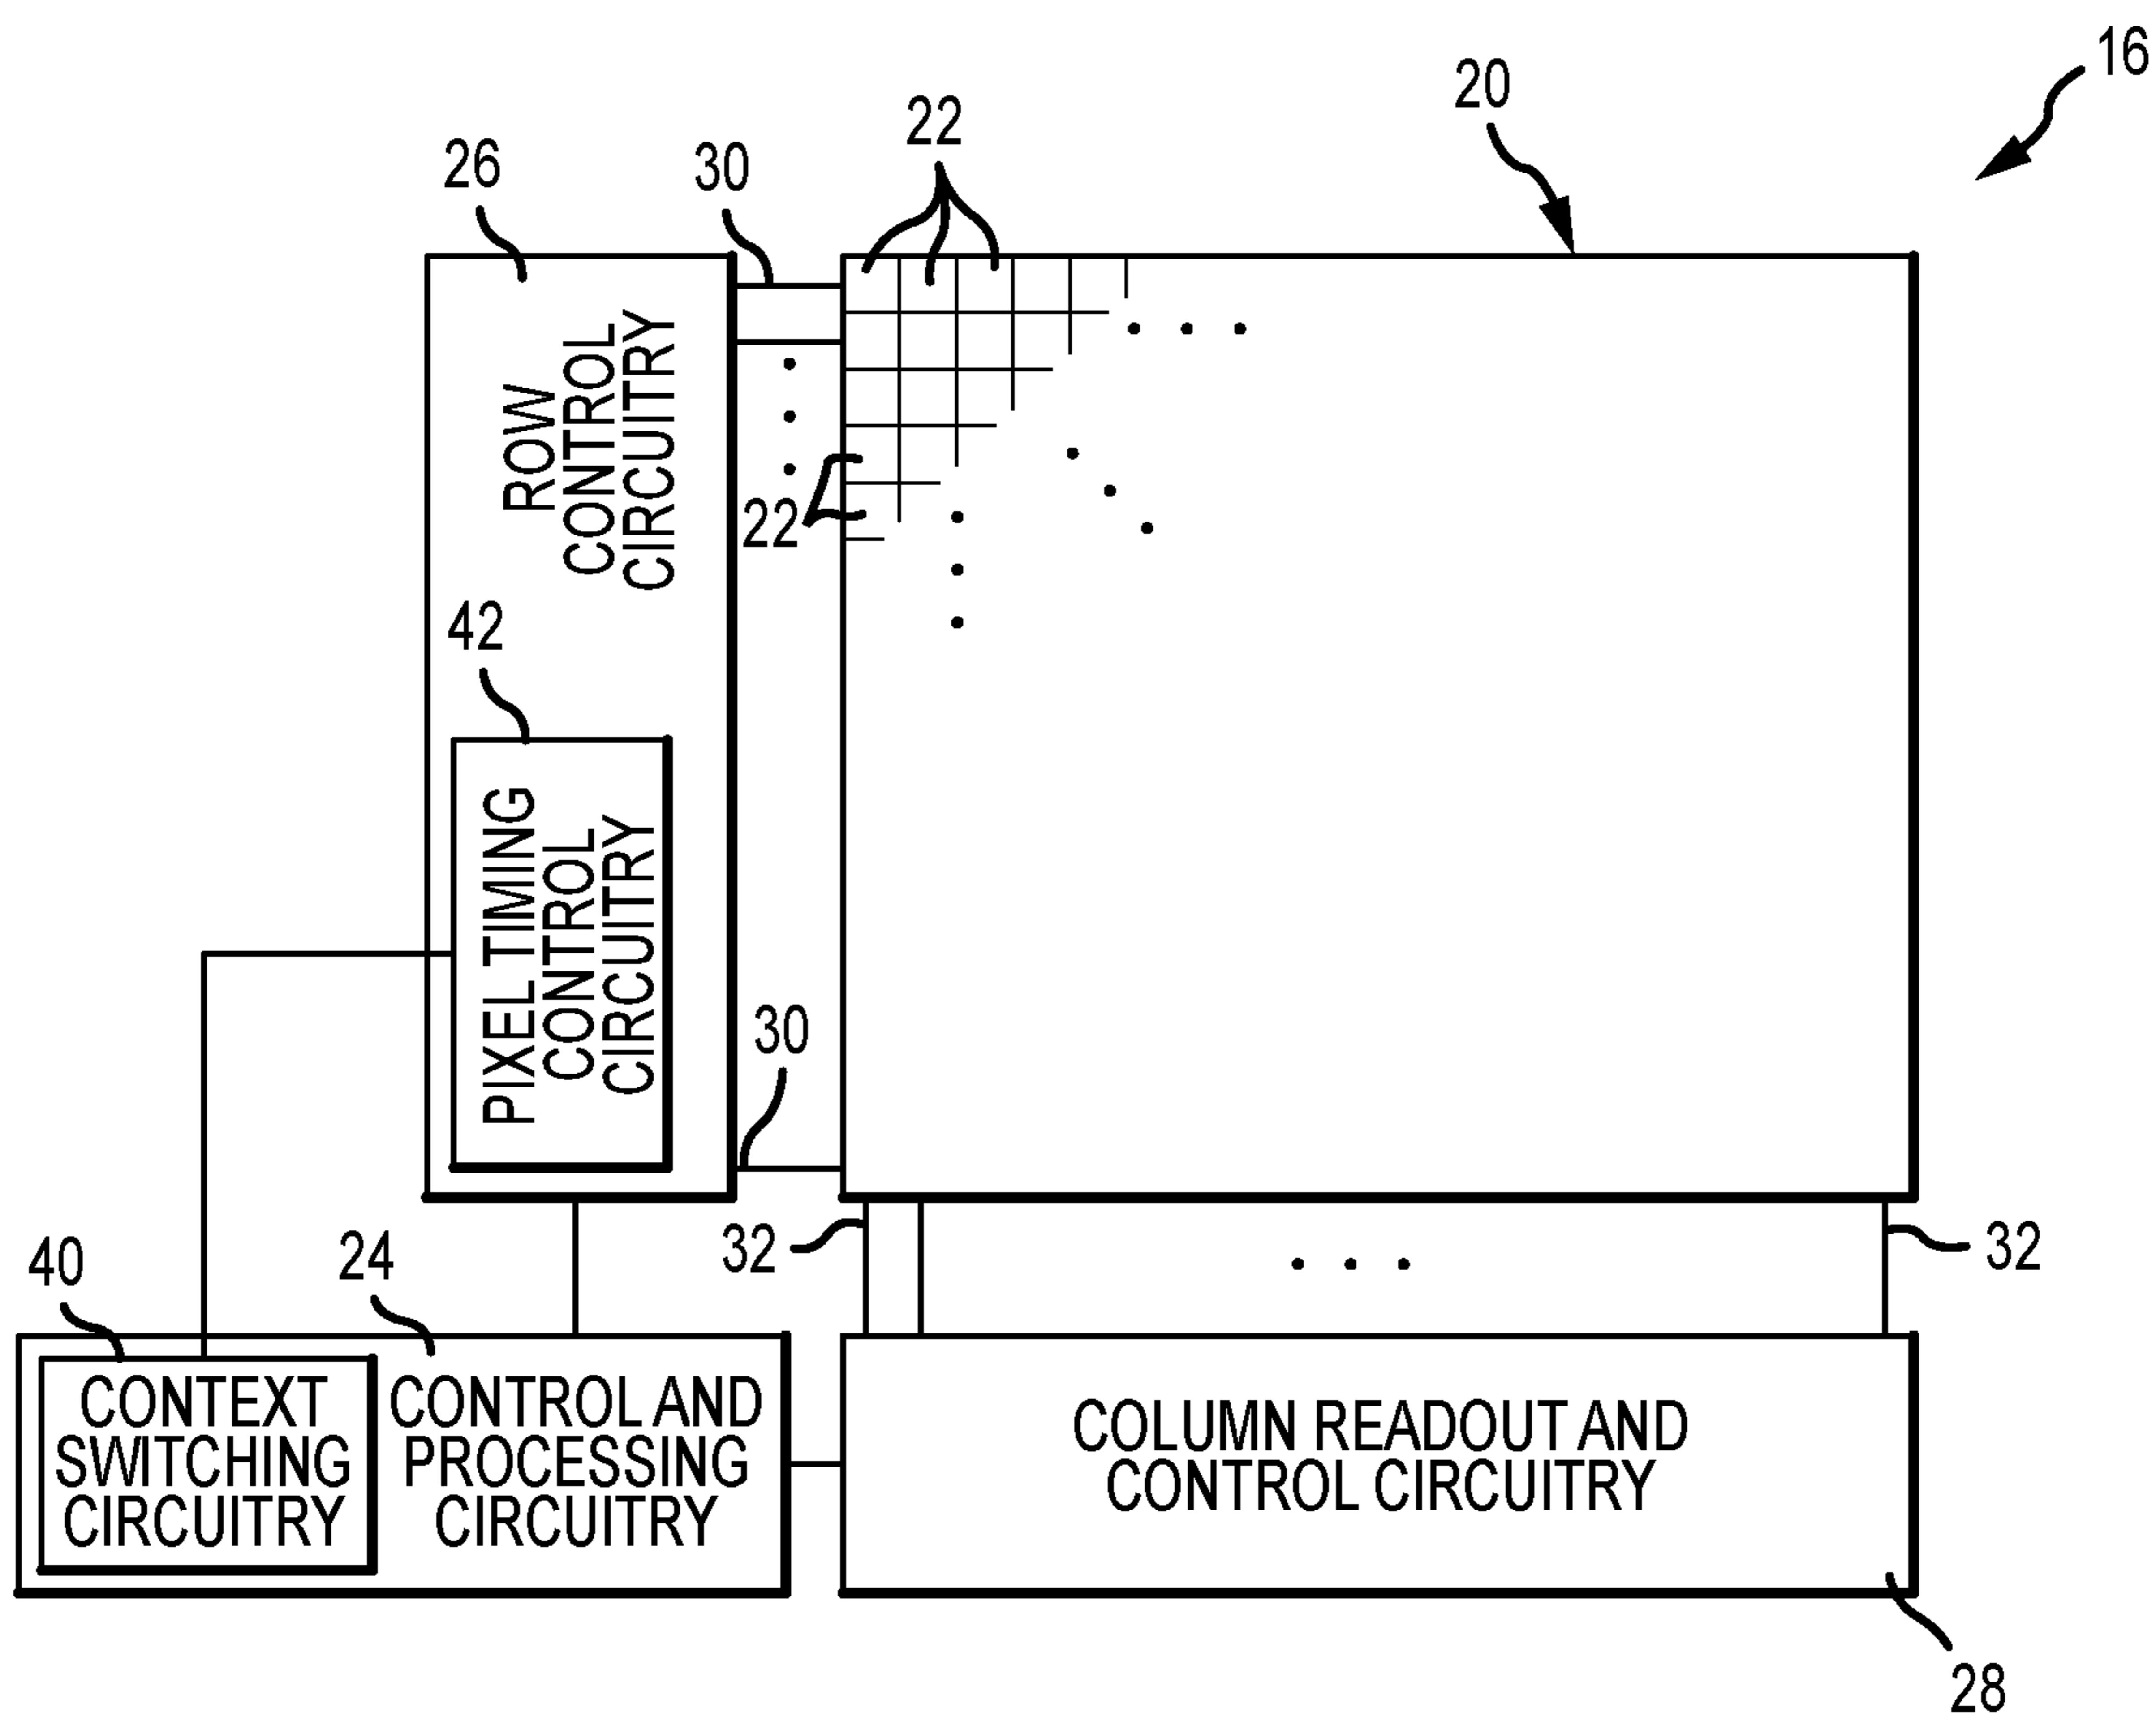 16
20
22
26
30
ROW
CONTROL
CIRCUITRY
22
42
PIXEL TIMING
CONTROL
CIRCUITRY
30
40
24
32
32
CONTEXT
SWITCHING
CIRCUITRY
CONTROL AND
PROCESSING
CIRCUITRY
COLUMN READOUT AND
CONTROL CIRCUITRY
28